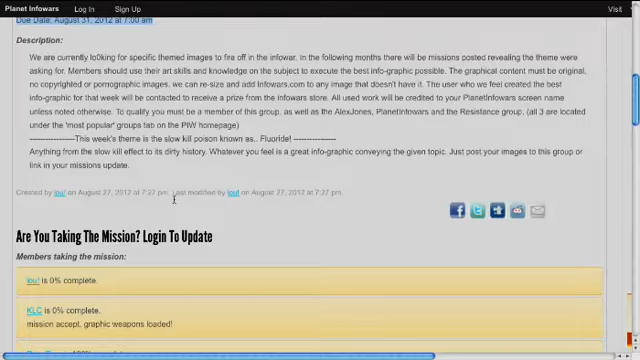 Planet Infowars Log In Sign Up Visit
Due Date: August 31, 2012 at 7:00 am
Description:
We are currently lo0king for specific themed images to fire off in the infowar. In the following months there will be missions posted revealing the theme were
asking for. Members should use their art skills and knowledge on the subject to execute the best info-graphic possible. The graphical content must be original,
no copyrighted or pornagraphic images, we can re-size and add Infowars.com to any image that doesn't have it. The user who we feel created the best
info-graphic for that week will be contacted to receive a prize from the infowars store. All used work will be credited to your PlanetInfowars screen name
unless noted otherwise. To qualify you must be a member of this group, as well as the AlexJones, PlanetInfowars and the Resistance group, (all 3 are located
under the 'most popular' groups tab on the PIW homepage)
----------------This week's theme is the slow kill poison known as.. Fluoride! ---------------
Anything from the slow kill effect to its dirty history. Whatever you feel is a great info-graphic conveying the given topic. Just post your images to this group or
link in your missions update.
Created by lou! on August 27, 2012 at 7:27 pm. Last modified by lou! on August 27, 2012 at 7:27 pm.
Are You Taking The Mission? Login To Update
Members taking the mission:
lou! is 0% complete.
KLC is 0% complete.
mission accept, graphic weapons loaded!